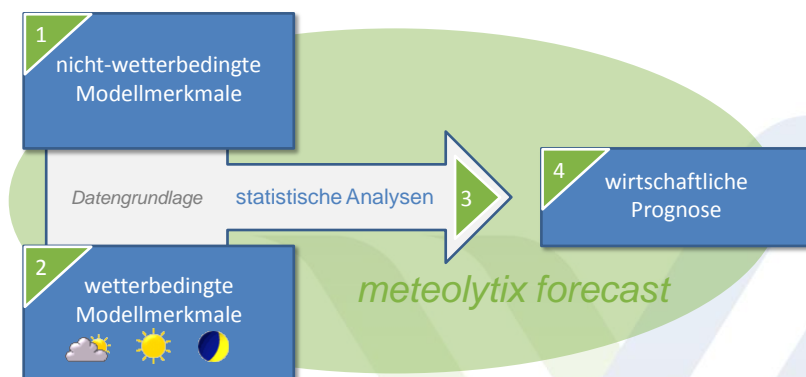 1
nicht-wetterbedingte
Modellmerkmale
Datengrundlage statistische Analysen 3
4
wirtschaftliche
Prognose
2
wetterbedingte
Modellmerkmale
meteolytix forecast